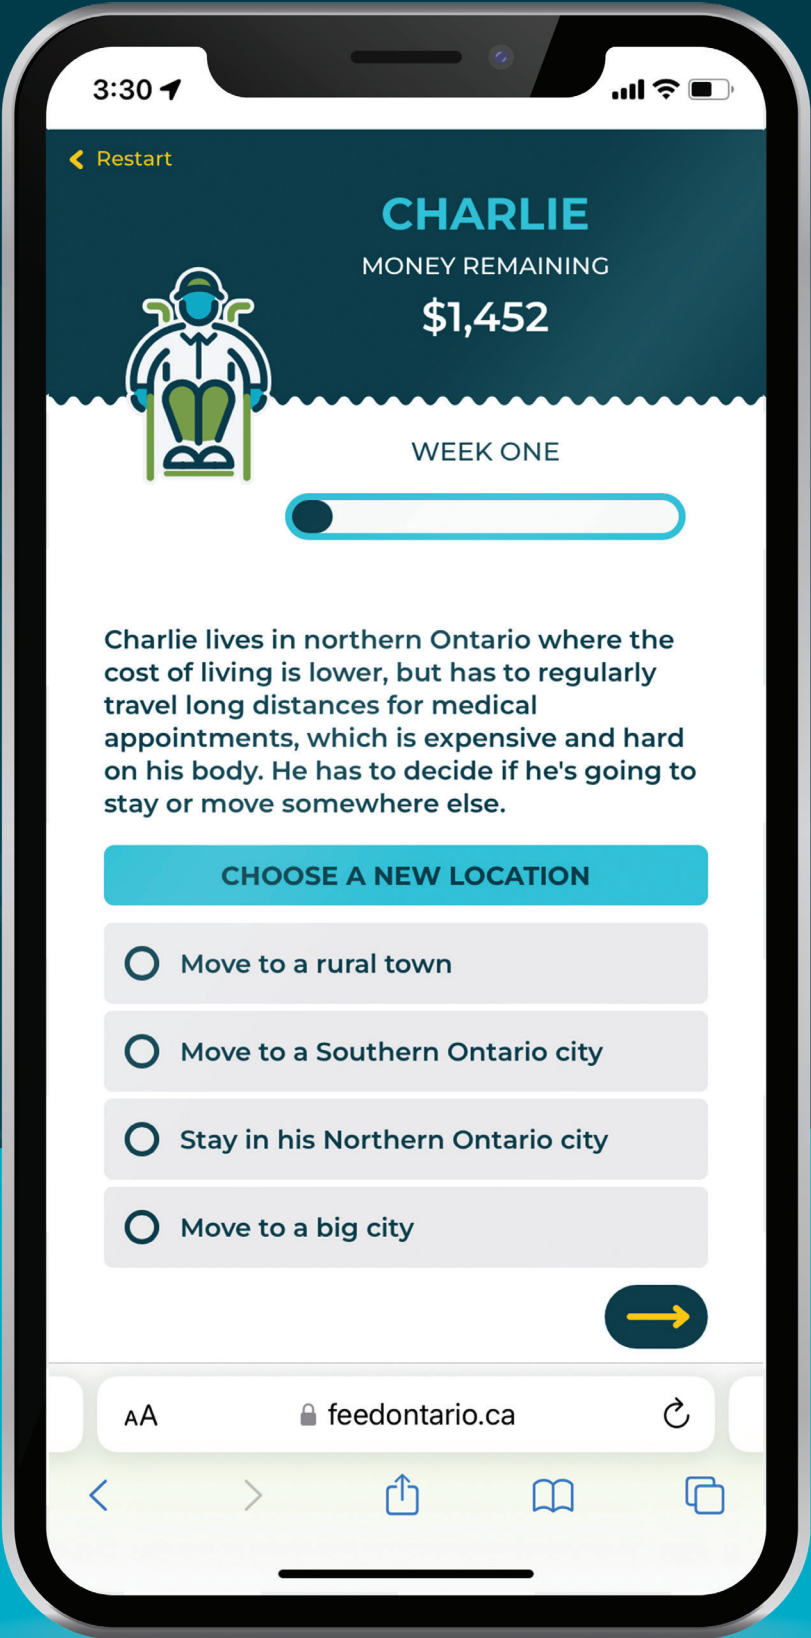 3:30
Restart
CHARLIE
MONEY REMAINING
$1,452
WEEK ONE
Charlie lives in northern Ontario where the
cost of living is lower, but has to regularly
travel long distances for medical
appointments, which is expensive and hard
on his body. He has to decide if he's going to
stay or move somewhere else.
CHOOSE A NEW LOCATION
Move to a rural town
Move to a Southern Ontario city
Stay in his Northern Ontario city
Move to a big city
AA feedontario.ca